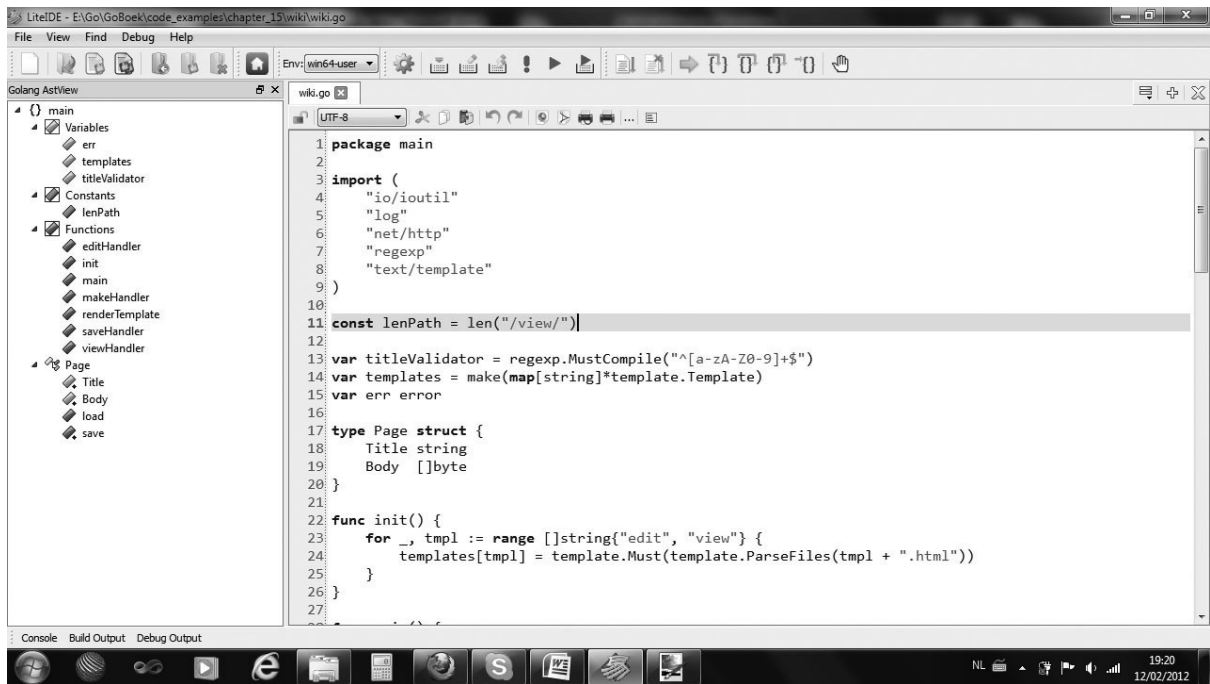 LiteIDE - E:\Go\GoBoek\code_examples\chapter_15\wiki\wiki.go
File View Find Debug Help
Env: win64-user
Golang AstView
wiki.go
{} main
Variables
err
templates
titleValidator
Constants
lenPath
Functions
editHandler
init
main
makeHandler
renderTemplate
saveHandler
viewHandler
Page
Title
Body
load
save
UTF-8
1 package main
2
3 import (
4     "io/ioutil"
5     "log"
6     "net/http"
7     "regexp"
8     "text/template"
9 )
10
11 const lenPath = len("/view/")
12
13 var titleValidator = regexp.MustCompile("^[a-zA-Z0-9]+$")
14 var templates = make(map[string]*template.Template)
15 var err error
16
17 type Page struct {
18     Title string
19     Body  []byte
20 }
21
22 func init() {
23     for _, tmpl := range []string{"edit", "view"} {
24         templates[tmpl] = template.Must(template.ParseFiles(tmpl + ".html"))
25     }
26 }
27
Console Build Output Debug Output
NL
19:20
12/02/2012